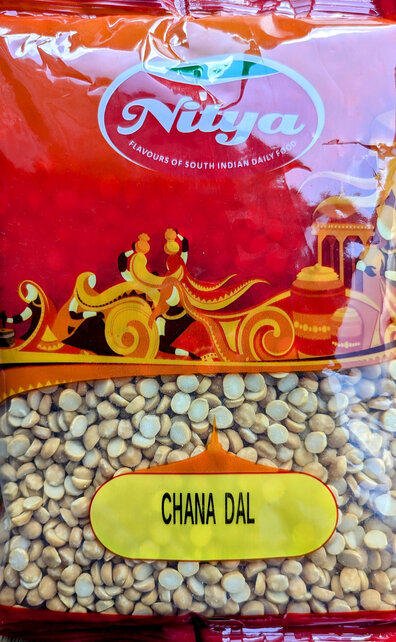 Nitya
FLAVOURS OF SOUTH INDIAN DAILY FOOD
CHANA DAL